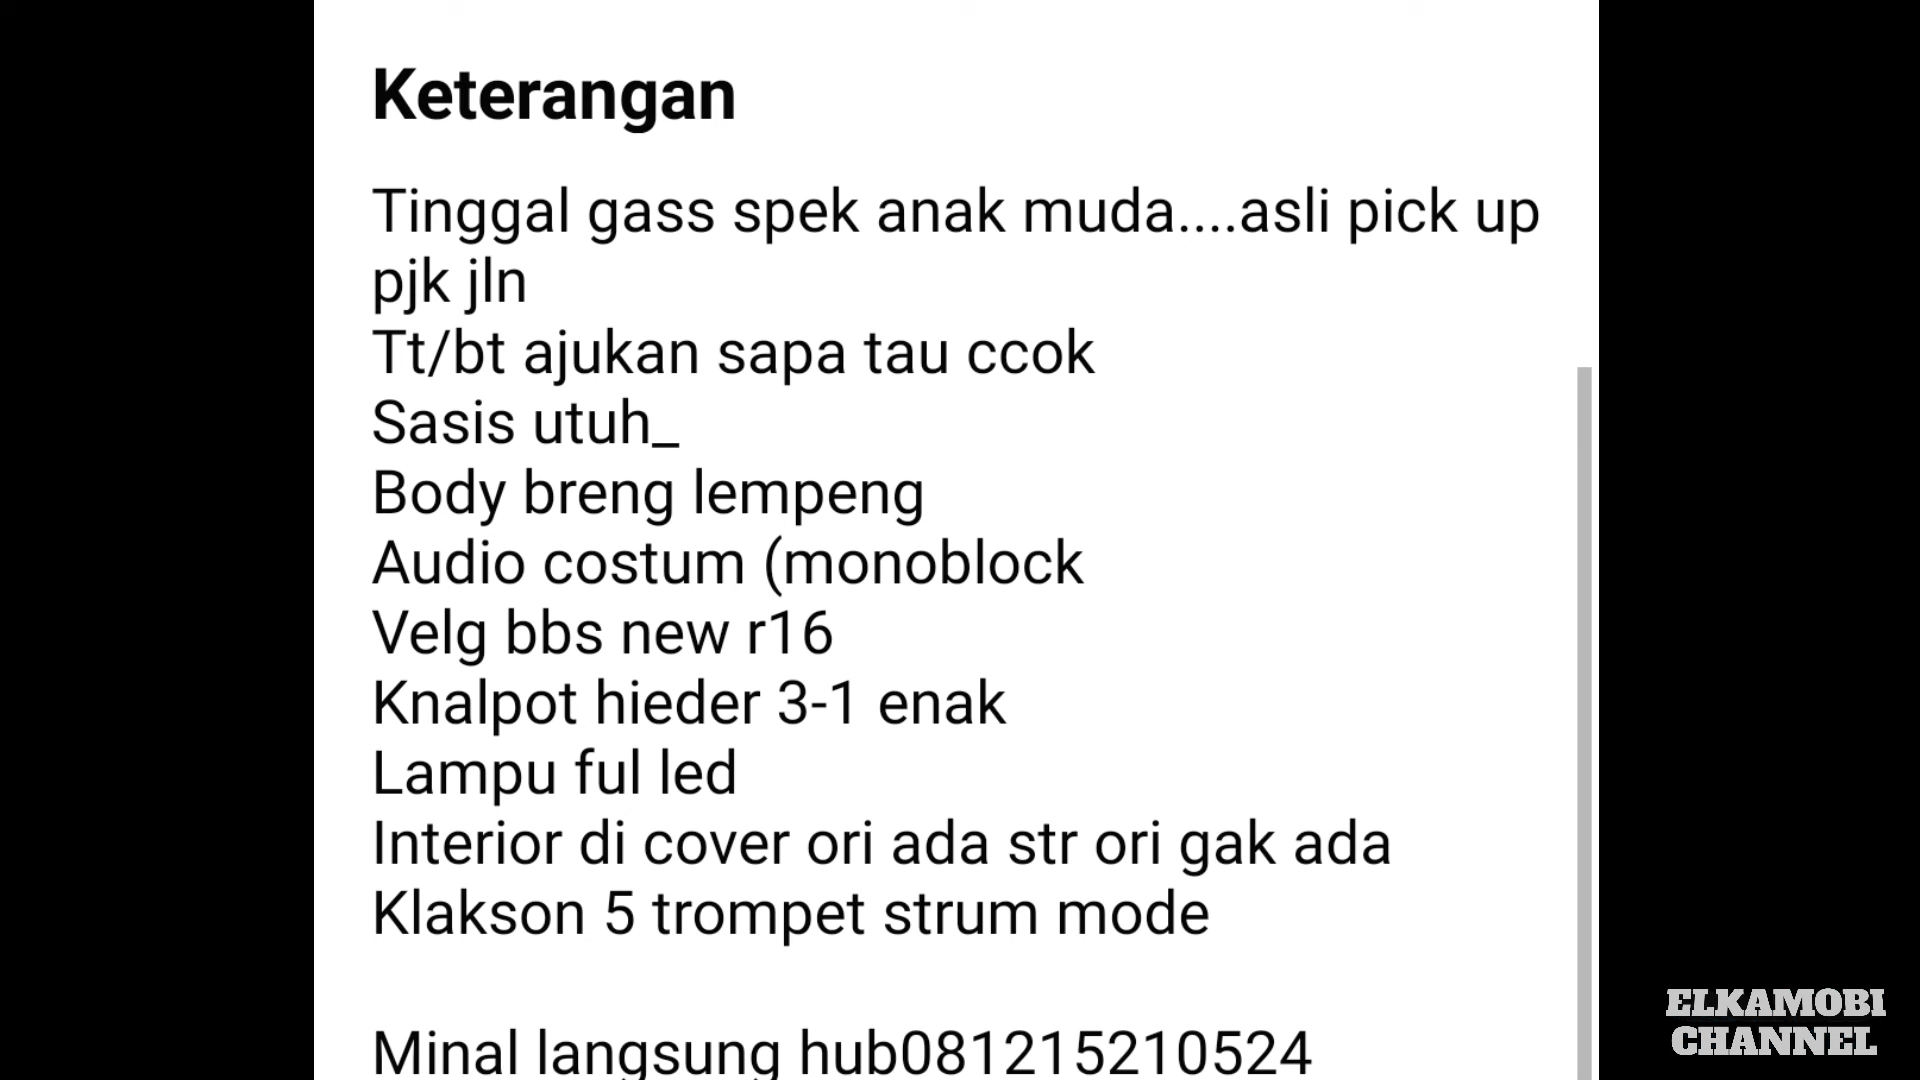 Keterangan
Tinggal gass spek anak muda....asli pick up
pjk jln
Tt/bt ajukan sapa tau ccok
Sasis utuh_
Body breng lempeng
Audio costum (monoblock
Velg bbs new r16
Knalpot hieder 3-1 enak
Lampu ful led
Interior di cover ori ada str ori gak ada
Klakson 5 trompet strum mode
Minal langsung hub081215210524
ELKAMOBI
CHANNEL